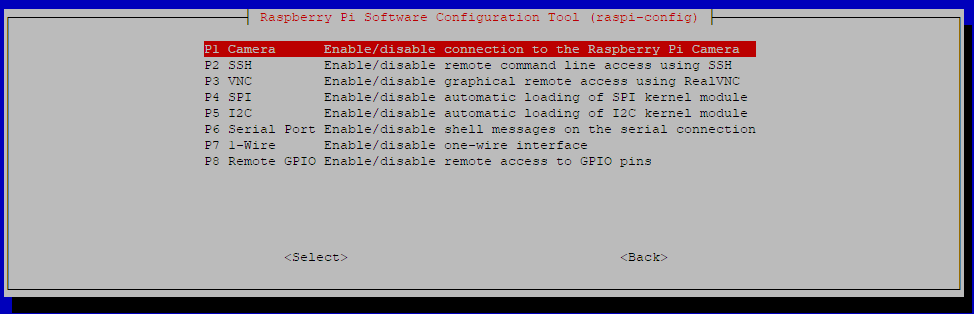 Raspberry Pi Software Configuration Tool (raspi-config)
P1 Camera Enable/disable connection to the Raspberry Pi Camera
P2 SSH Enable/disable remote command line access using SSH
P3 VNC Enable/disable graphical remote access using RealVNC
P4 SPI Enable/disable automatic loading of SPI kernel module
P5 I2C Enable/disable automatic loading of I2C kernel module
P6 Serial Port Enable/disable shell messages on the serial connection
P7 1-Wire Enable/disable one-wire interface
P8 Remote GPIO Enable/disable remote access to GPIO pins
<Select> <Back>